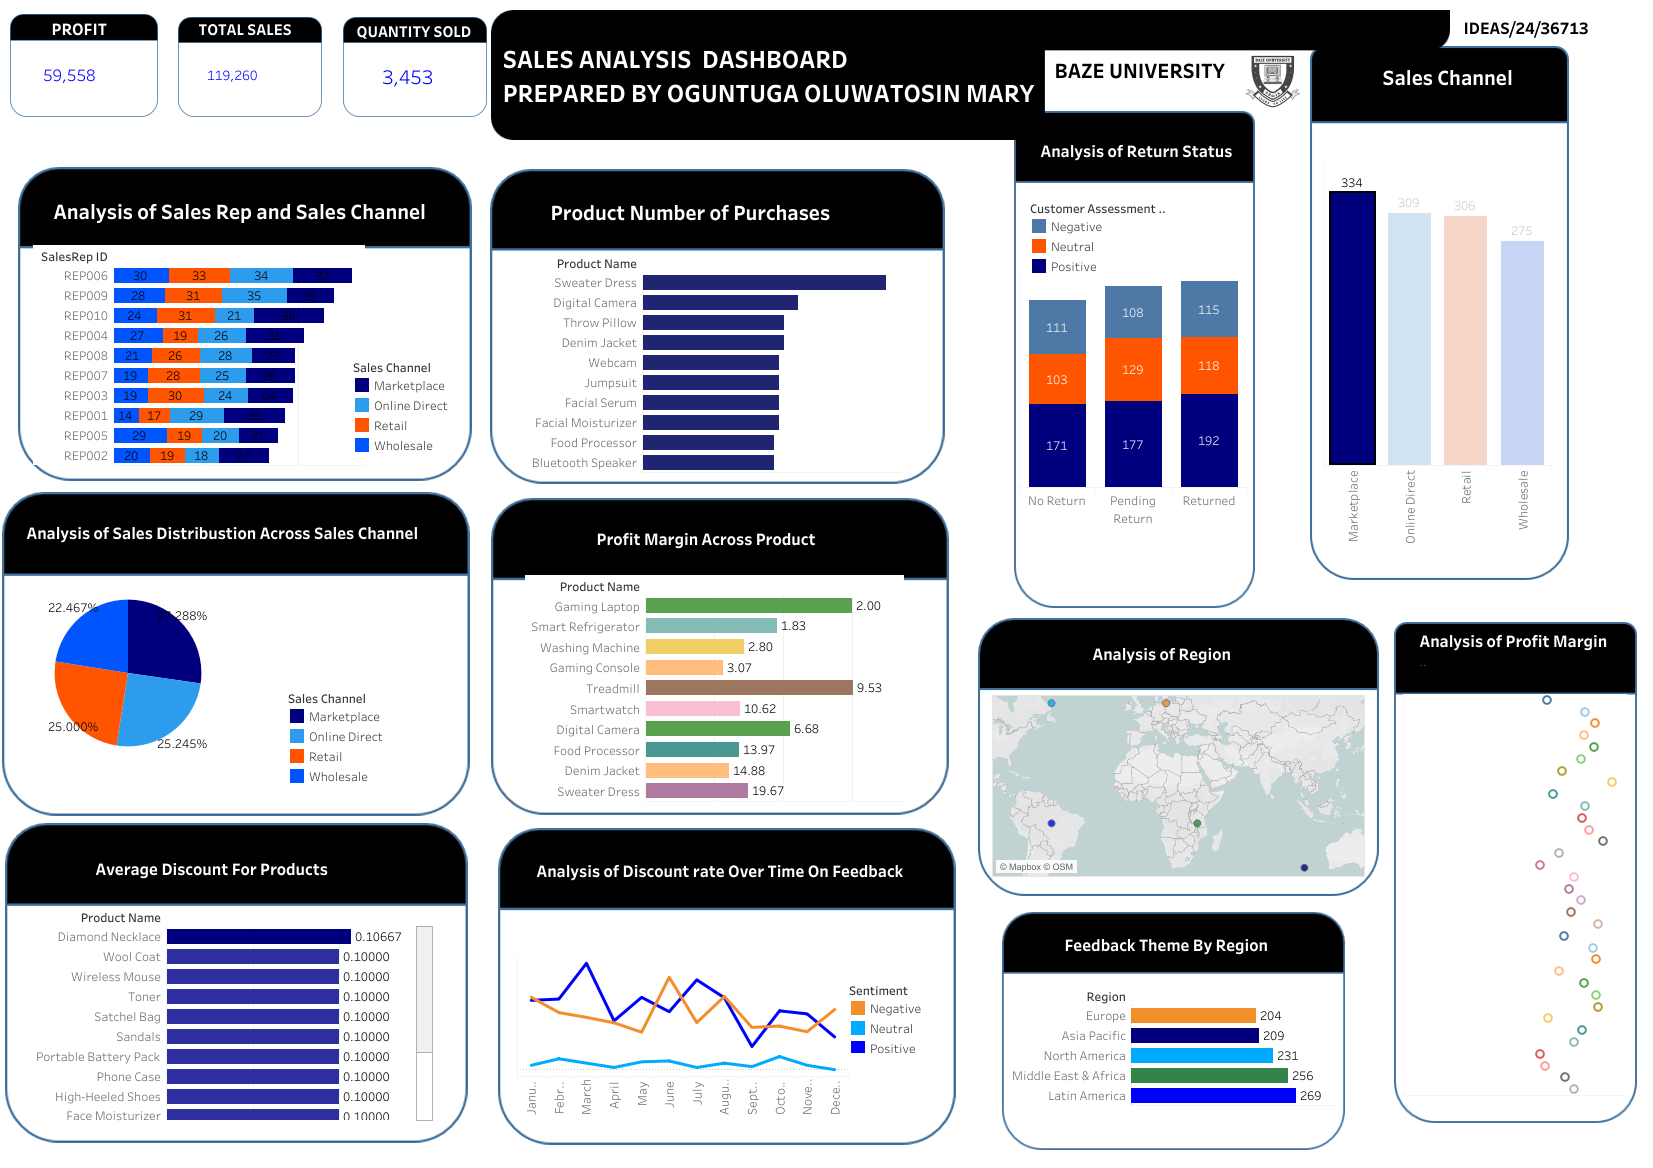 PROFIT
59,558
TOTAL SALES
119,260
QUANTITY SOLD
3,453
SALES ANALYSIS DASHBOARD
PREPARED BY OGUNTUGA OLUWATOSIN MARY
BAZE UNIVERSITY
IDEAS/24/36713
Analysis of Sales Rep and Sales Channel
SalesRep ID
REP006 30 33 34
REP009 28 31 35
REP010 24 31 21
REP004 27 19 26
REP008 21 26 28
REP007 19 28 25
REP003 19 30 24
REP001 14 17 29
REP005 29 19 20
REP002 20 19 18
Sales Channel
Marketplace
Online Direct
Retail
Wholesale
Product Number of Purchases
Product Name
Sweater Dress
Digital Camera
Throw Pillow
Denim Jacket
Webcam
Jumpsuit
Facial Serum
Facial Moisturizer
Food Processor
Bluetooth Speaker
Analysis of Return Status
Customer Assessment ..
Negative
Neutral
Positive
111 108 115
103 129 118
171 177 192
No Return Pending Returned
Return
Sales Channel
334 309 306 275
Marketplace
Online Direct
Retail
Wholesale
Analysis of Sales Distribustion Across Sales Channel
22.467%
.288%
25.000%
25.245%
Sales Channel
Marketplace
Online Direct
Retail
Wholesale
Profit Margin Across Product
Product Name
Gaming Laptop 2.00
Smart Refrigerator 1.83
Washing Machine 2.80
Gaming Console 3.07
Treadmill 9.53
Smartwatch 10.62
Digital Camera 6.68
Food Processor 13.97
Denim Jacket 14.88
Sweater Dress 19.67
Analysis of Region
© Mapbox © OSM
Analysis of Profit Margin
..
Average Discount For Products
Product Name
Diamond Necklace 0.10667
Wool Coat 0.10000
Wireless Mouse 0.10000
Toner 0.10000
Satchel Bag 0.10000
Sandals 0.10000
Portable Battery Pack 0.10000
Phone Case 0.10000
High-Heeled Shoes 0.10000
Face Moisturizer 0.10000
Analysis of Discount rate Over Time On Feedback
Sentiment
Negative
Neutral
Positive
Janu..
Febr..
March
April
May
June
July
Augu..
Sept..
Octo..
Nove..
Dece..
Feedback Theme By Region
Region
Europe 204
Asia Pacific 209
North America 231
Middle East & Africa 256
Latin America 269